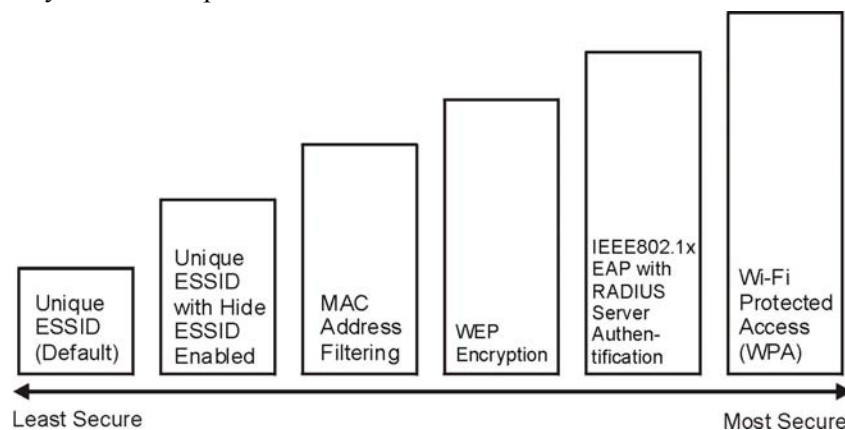 Unique
ESSID
(Default)
Unique
ESSID
with Hide
ESSID
Enabled
MAC
Address
Filtering
WEP
Encryption
IEEE802.1x
EAP with
RADIUS
Server
Authen-
tification
Wi-Fi
Protected
Access
(WPA)
Least Secure
Most Secure